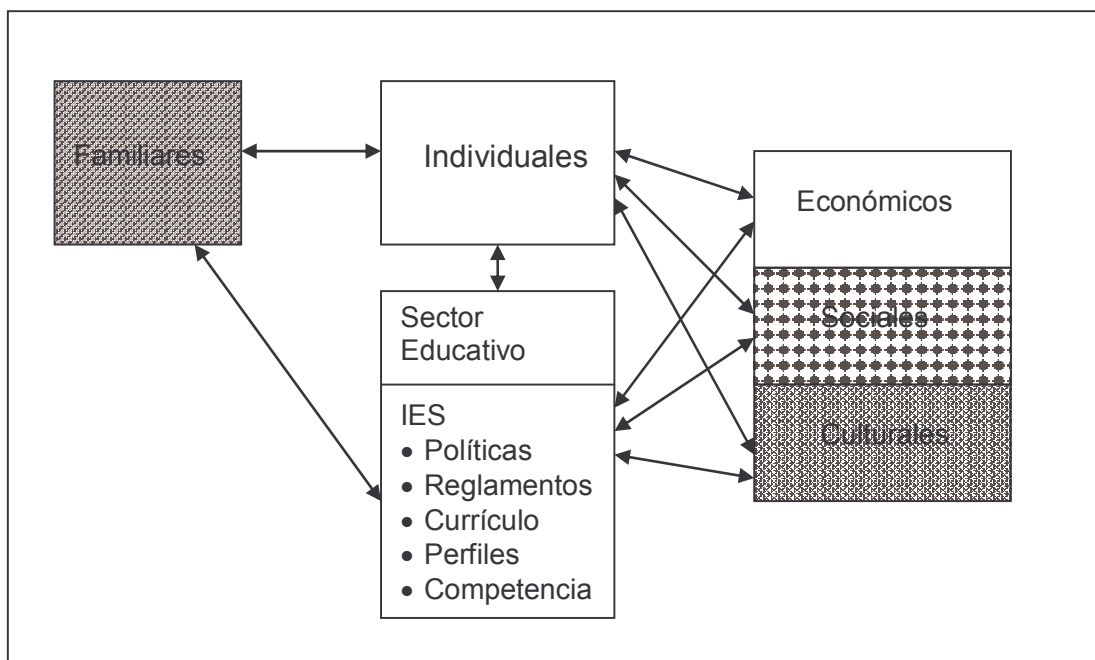 Familiares
Individuales
Económicos
Sociales
Culturales
Sector
Educativo
IES
• Políticas
• Reglamentos
• Currículo
• Perfiles
• Competencia